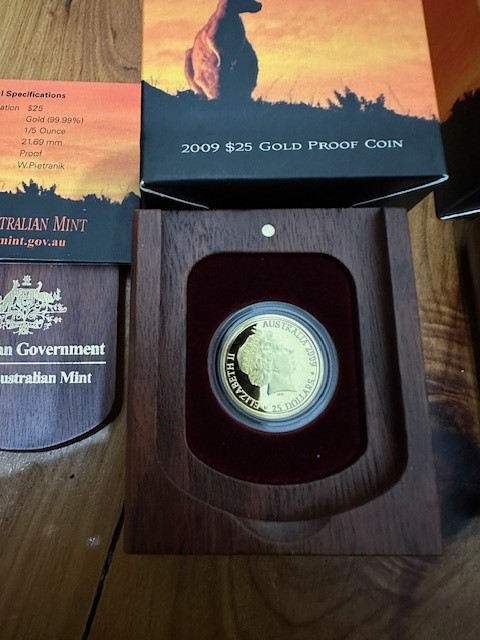 l Specifications
ation $25
Gold (99.99%)
1/5 Ounce
21.69 mm
Proof
W.Pietranik
TRALIAN MINT
mint.gov.au
2009 $25 GOLD PROOF COIN
an Government
Australian Mint
ELIZABETH II AUSTRALIA 2009
25 DOLLARS